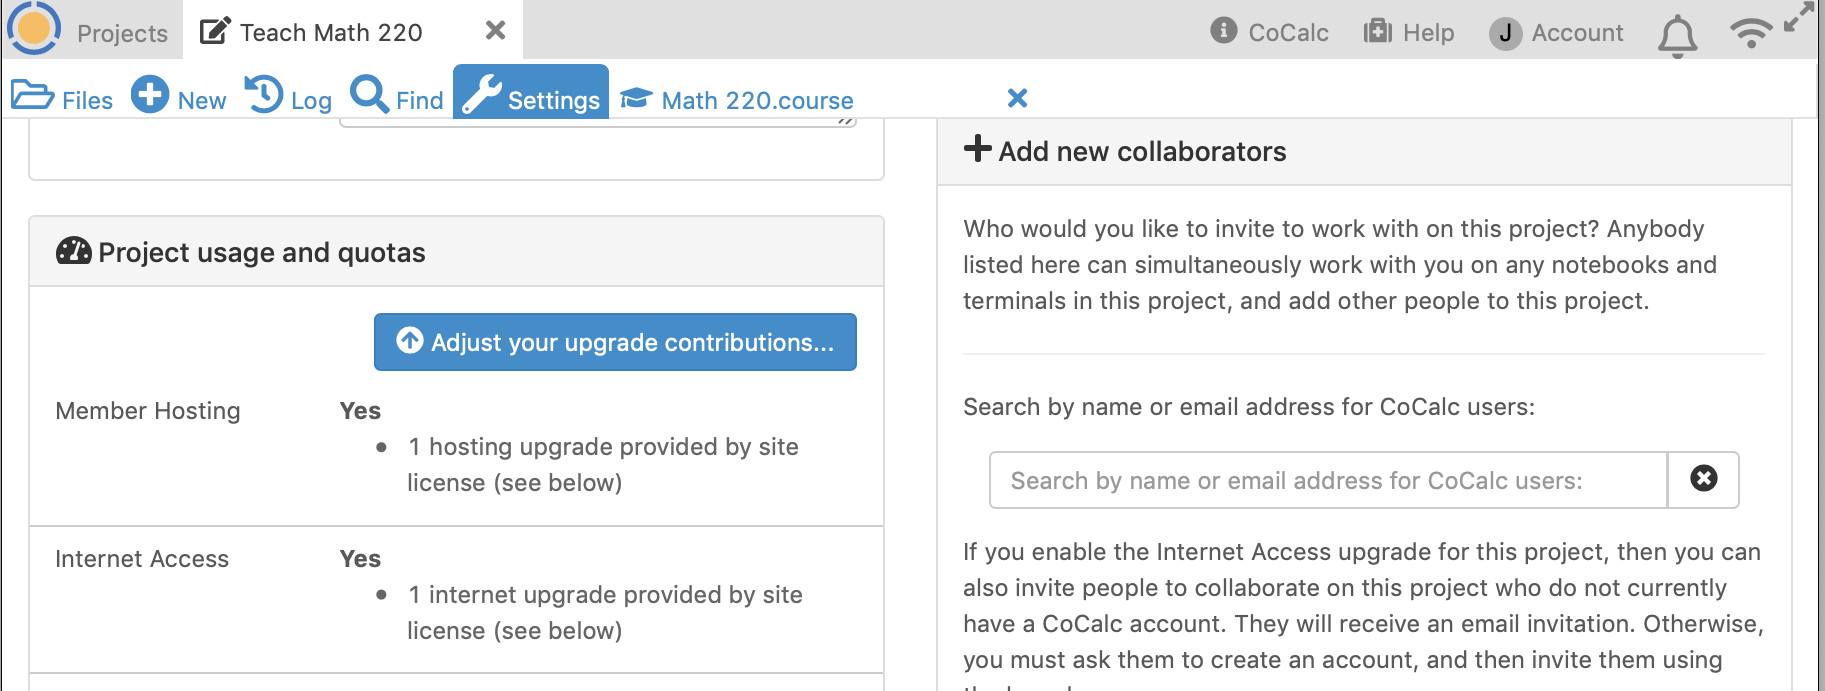 Projects
Teach Math 220
CoCalc
Help
J Account
Files
New
Log
Find
Settings
Math 220.course
Project usage and quotas
Adjust your upgrade contributions...
Member Hosting
Yes
1 hosting upgrade provided by site
license (see below)
Internet Access
Yes
1 internet upgrade provided by site
license (see below)
Add new collaborators
Who would you like to invite to work with on this project? Anybody
listed here can simultaneously work with you on any notebooks and
terminals in this project, and add other people to this project.
Search by name or email address for CoCalc users:
Search by name or email address for CoCalc users:
If you enable the Internet Access upgrade for this project, then you can
also invite people to collaborate on this project who do not currently
have a CoCalc account. They will receive an email invitation. Otherwise,
you must ask them to create an account, and then invite them using